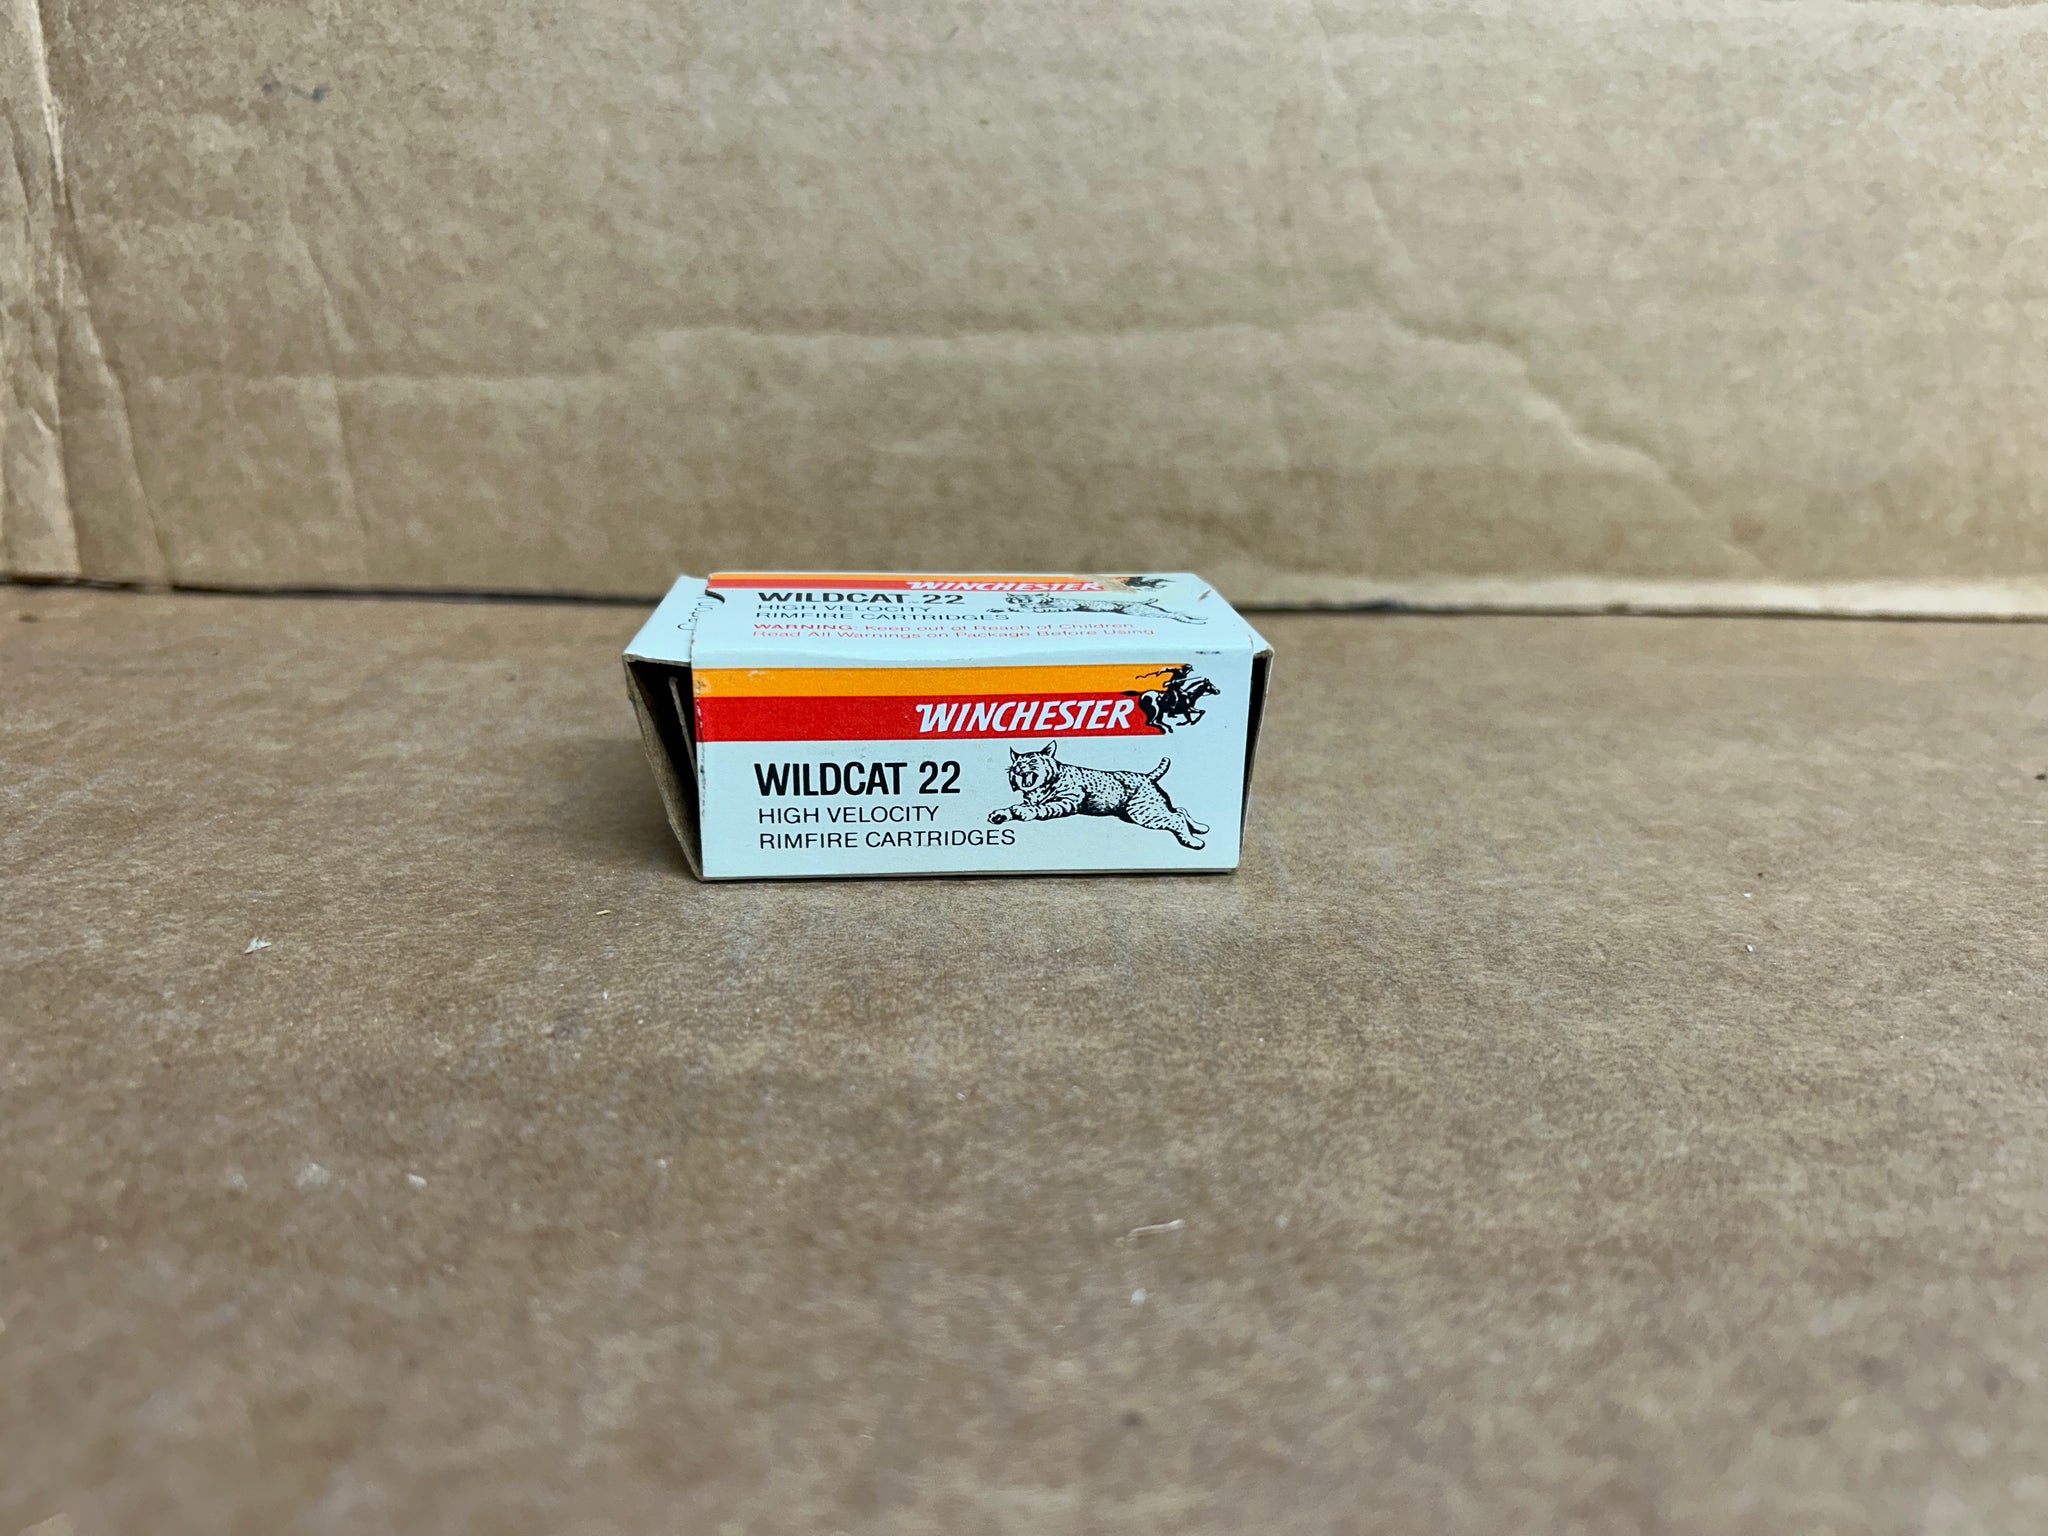 WINCHESTER
WILDCAT™ 22
HIGH VELOCITY
RIMFIRE CARTRIDGES
WARNING: Keep out of Reach of Children.
Read All Warnings on Package Before Using.
WINCHESTER
WILDCAT 22
HIGH VELOCITY
RIMFIRE CARTRIDGES